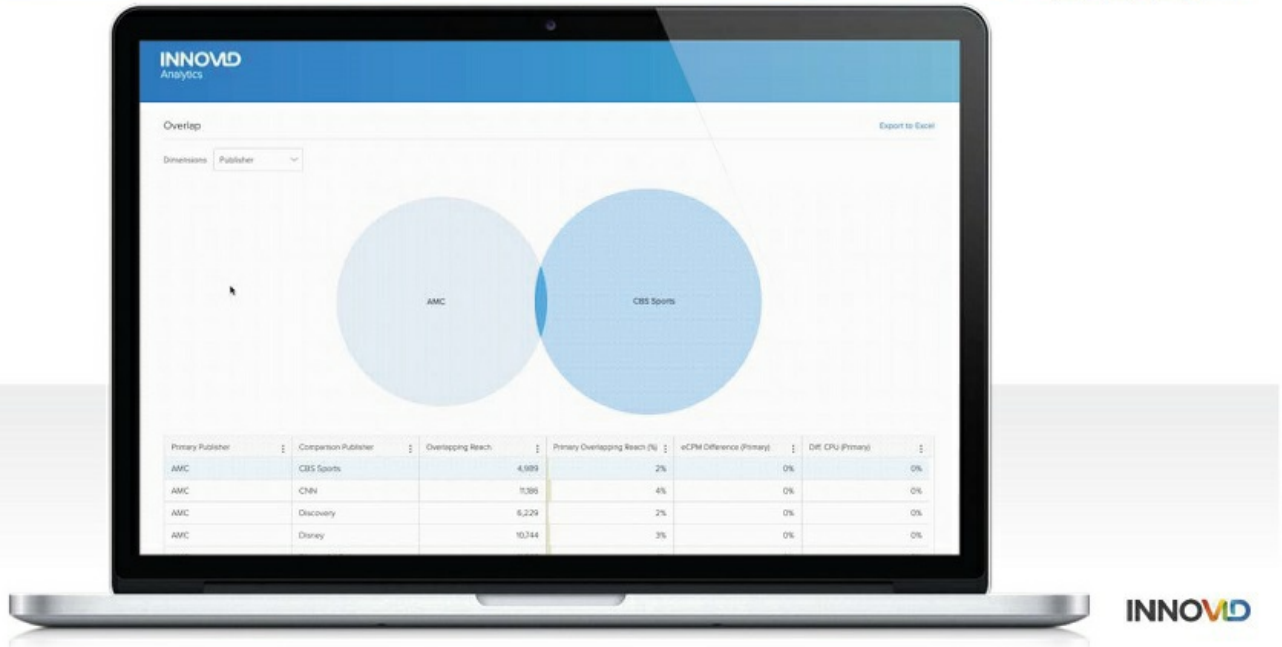 INNOVID
Analytics
Overlap
Export to Excel
Dimensions Publisher
AMC
CBS Sports
Primary Publisher Comparison Publisher Overlapping Reach Primary Overlapping Reach (%) eCPM Difference (Primary) Diff. CPU (Primary)
AMC CBS Sports 4,989 2% 0% 0%
AMC CNN 11,186 4% 0% 0%
AMC Discovery 6,229 2% 0% 0%
AMC Disney 10,744 3% 0% 0%
INNOVID